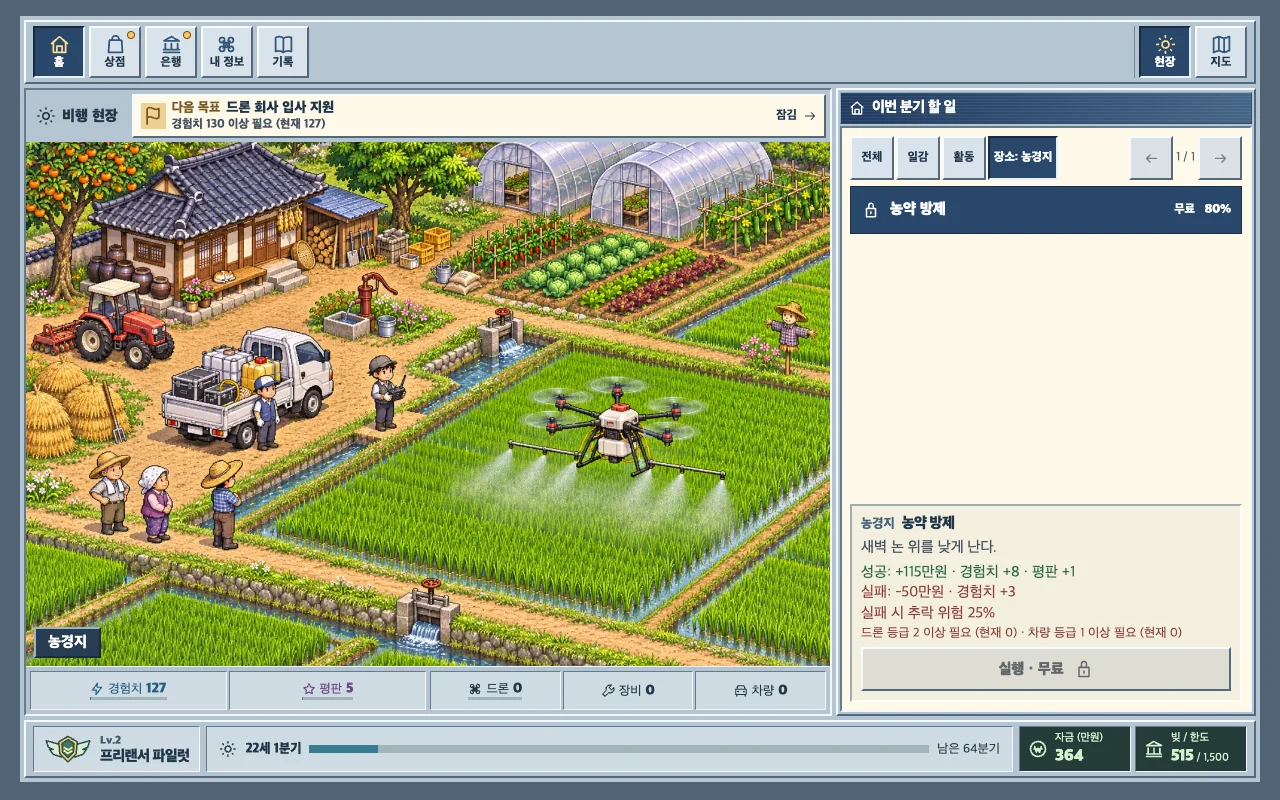 홈
상점
은행
내 정보
기록
현장
지도
비행 현장
다음 목표 드론 회사 입사 지원
경험치 130 이상 필요 (현재 127)
잠김 →
농경지
경험치 127
평판 5
드론 0
장비 0
차량 0
이번 분기 할 일
전체
일감
활동
장소: 농경지
←
1 / 1
→
농약 방제
무료 80%
농경지 농약 방제
새벽 논 위를 낮게 난다.
성공: +115만원 · 경험치 +8 · 평판 +1
실패: -50만원 · 경험치 +3
실패 시 추락 위험 25%
드론 등급 2 이상 필요 (현재 0) · 차량 등급 1 이상 필요 (현재 0)
실행 · 무료
Lv.2
프리랜서 파일럿
22세 1분기
남은 64분기
자금 (만원)
364
빚 / 한도
515 / 1,500